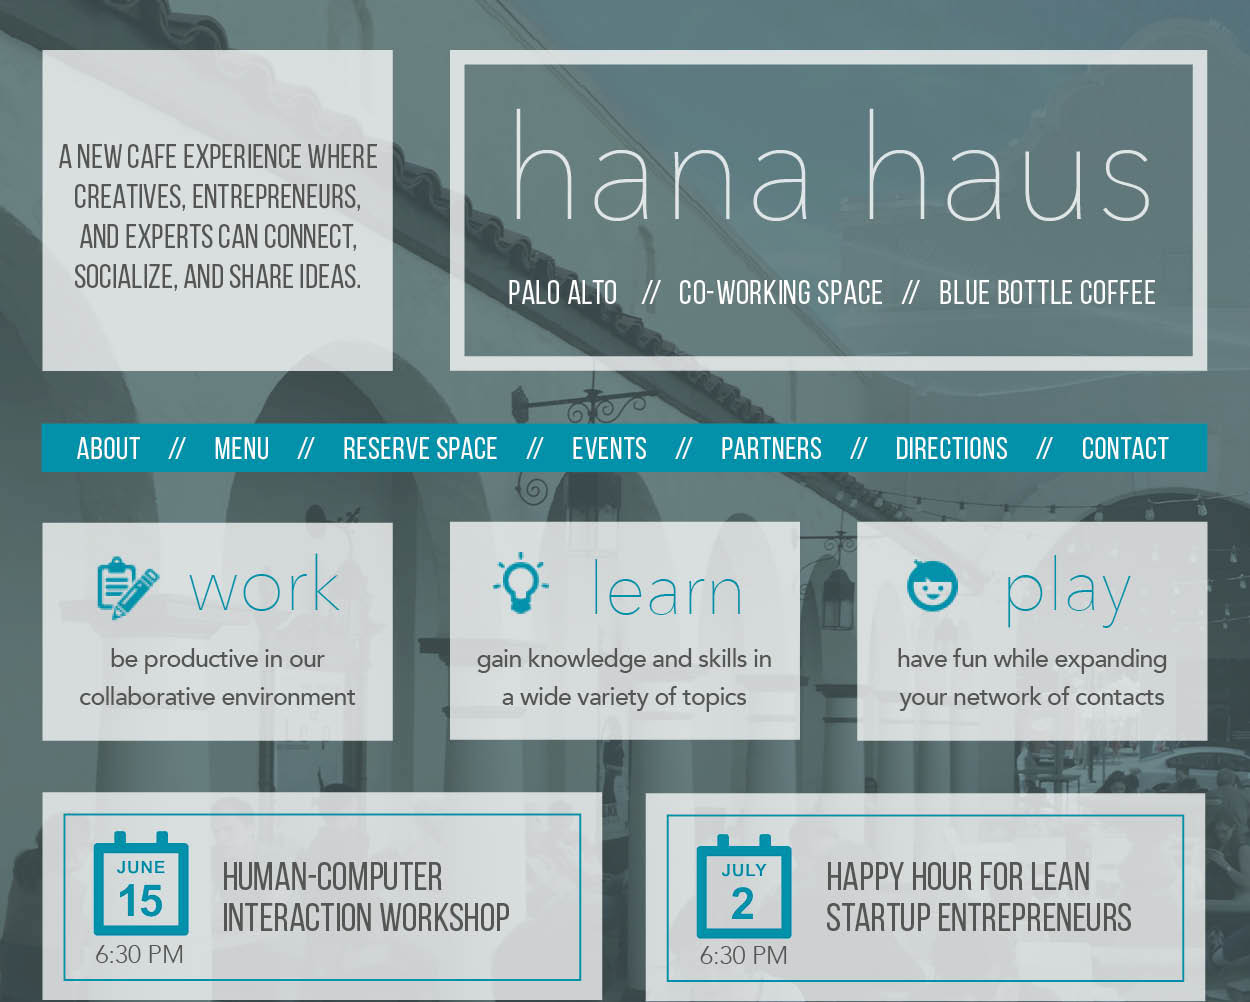 A NEW CAFE EXPERIENCE WHERE
CREATIVES, ENTREPRENEURS,
AND EXPERTS CAN CONNECT,
SOCIALIZE, AND SHARE IDEAS.
hana haus
PALO ALTO // CO-WORKING SPACE // BLUE BOTTLE COFFEE
ABOUT // MENU // RESERVE SPACE // EVENTS // PARTNERS // DIRECTIONS // CONTACT
work
be productive in our
collaborative environment
learn
gain knowledge and skills in
a wide variety of topics
play
have fun while expanding
your network of contacts
JUNE
15
6:30 PM
HUMAN-COMPUTER
INTERACTION WORKSHOP
JULY
2
6:30 PM
HAPPY HOUR FOR LEAN
STARTUP ENTREPRENEURS